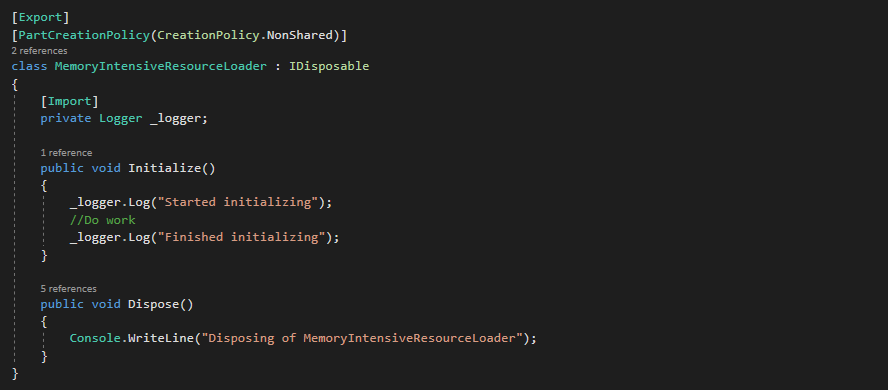 [Export]
[PartCreationPolicy(CreationPolicy.NonShared)]
2 references
class MemoryIntensiveResourceLoader : IDisposable
{
[Import]
private Logger _logger;
1 reference
public void Initialize()
{
_logger.Log("Started initializing");
//Do work
_logger.Log("Finished initializing");
}
5 references
public void Dispose()
{
Console.WriteLine("Disposing of MemoryIntensiveResourceLoader");
}
}